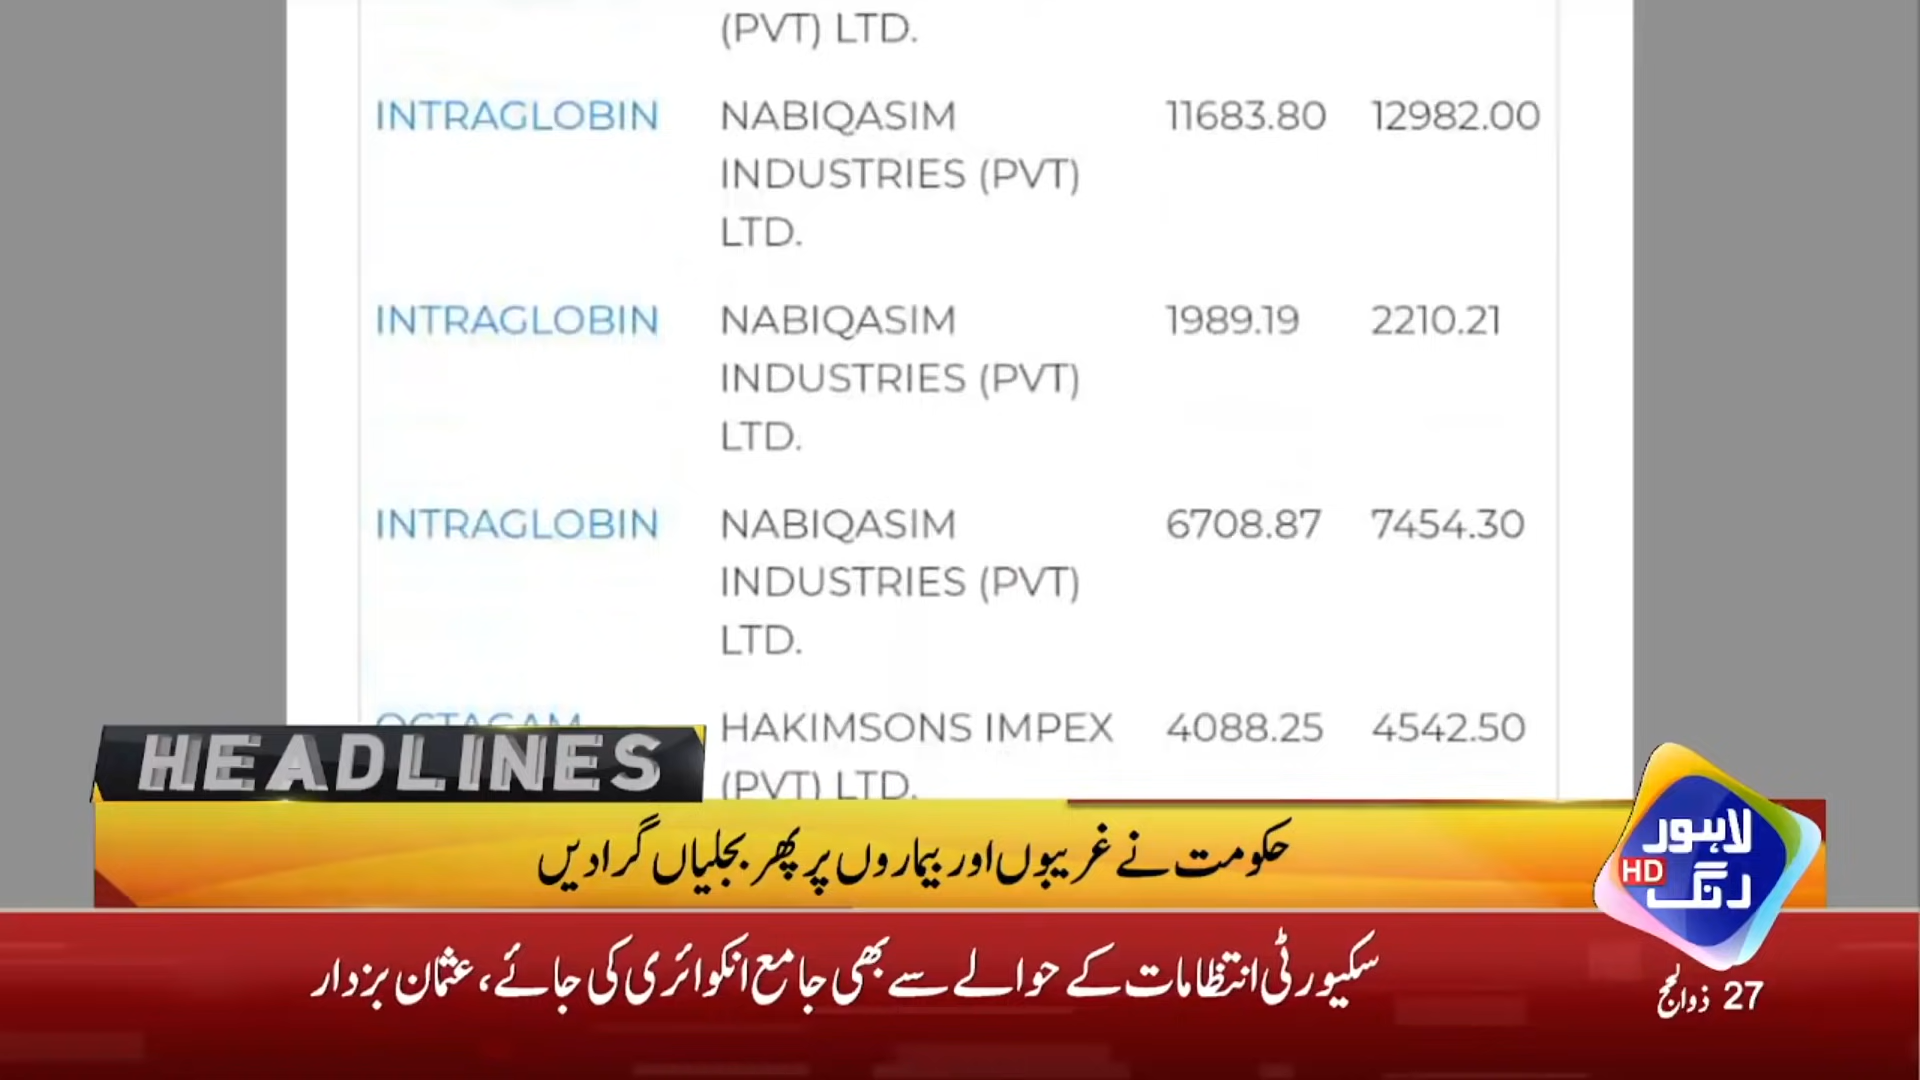 (PVT) LTD.
INTRAGLOBIN NABIQASIM 11683.80 12982.00
INDUSTRIES (PVT)
LTD.
INTRAGLOBIN NABIQASIM 1989.19 2210.21
INDUSTRIES (PVT)
LTD.
INTRAGLOBIN NABIQASIM 6708.87 7454.30
INDUSTRIES (PVT)
LTD.
OCTAGAM HAKIMSONS IMPEX 4088.25 4542.50
(PVT) LTD.
HEADLINES
حکومت نے غریبوں اور بیماروں پر پھر بجلیاں گرا دیں
لاہور
رنگ
HD
سکیورٹی انتظامات کے حوالے سے بھی جامع انکوائری کی جائے، عثمان بزدار
27 ذوالحج